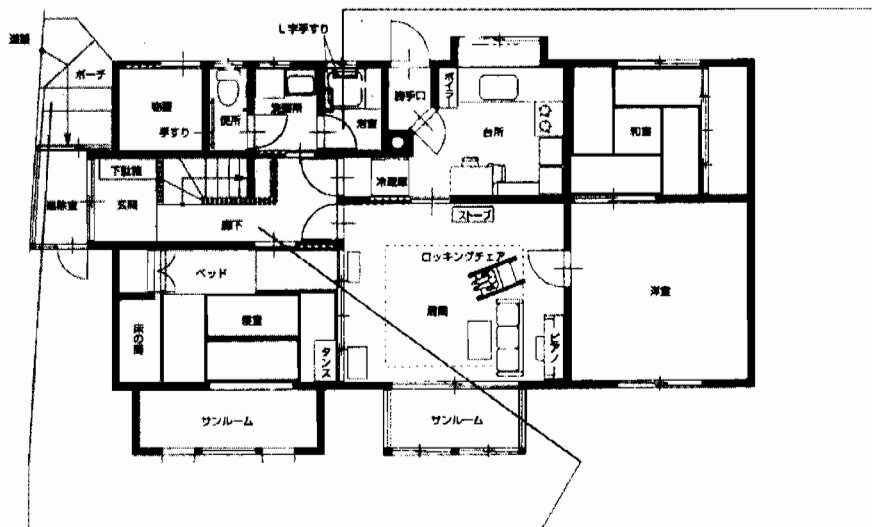 道路
ポーチ
L字手すり
物置
手すり
便所
洗面所
浴室
勝手口
ボイラ
台所
和室
下駄箱
玄関
風除室
廊下
冷蔵庫
ストーブ
ロッキングチェア
居間
洋室
ベッド
寝室
床の間
タンス
ピアノ
サンルーム
サンルーム